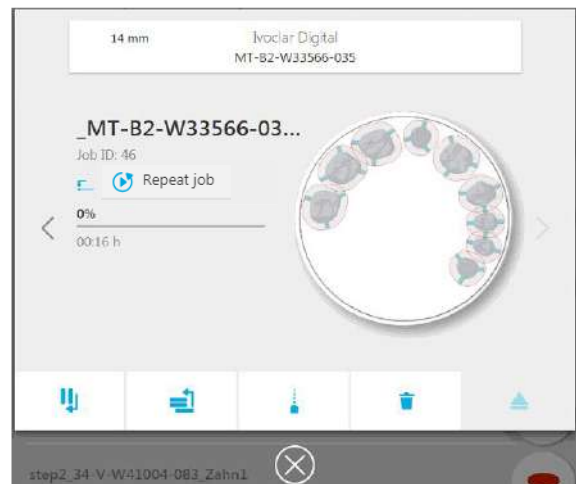 14 mm
Ivoclar Digital
MT-B2-W33566-035
_MT-B2-W33566-03...
Job ID: 46
Repeat job
0%
00:16 h
step2_34-V-W41004-083_Zahn1